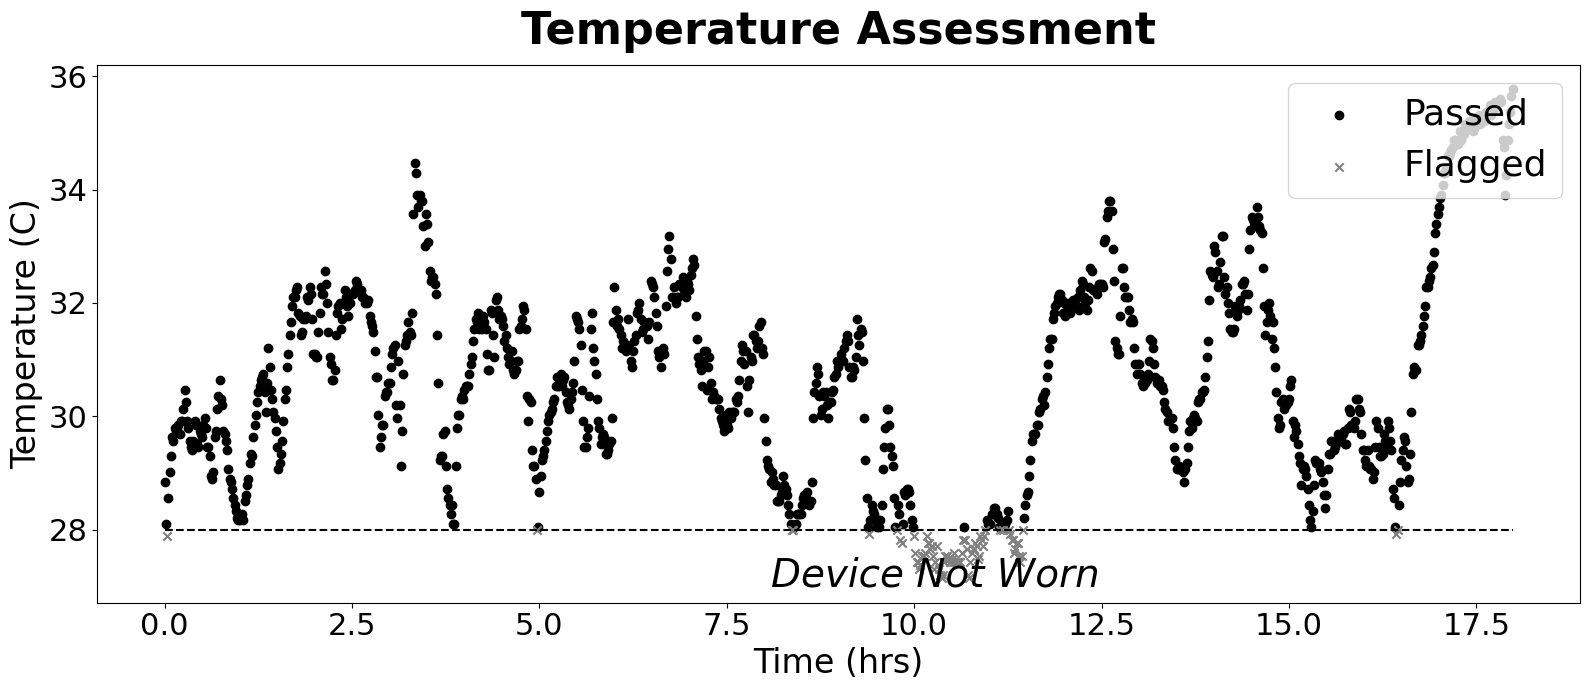 Temperature Assessment
36
34
32
30
28
Temperature (C)
Passed
Flagged
Device Not Worn
0.0 2.5 5.0 7.5 10.0 12.5 15.0 17.5
Time (hrs)